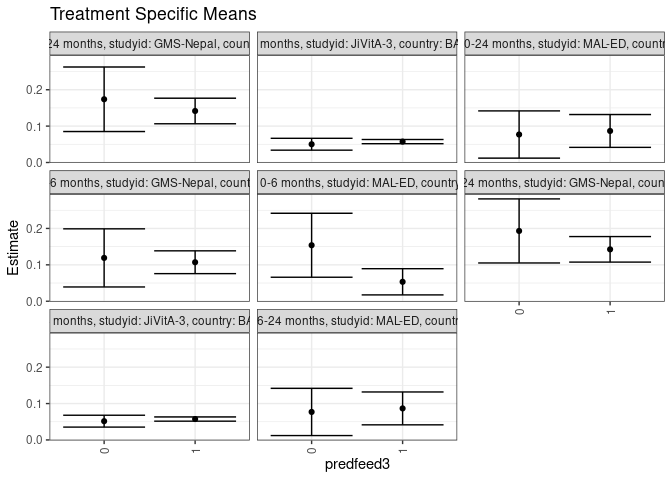 Treatment Specific Means
24 months, studyid: GMS-Nepal, coun
months, studyid: JiVitA-3, country: BA
0-24 months, studyid: MAL-ED, countr
0.2
0.1
0.0
6 months, studyid: GMS-Nepal, count
0-6 months, studyid: MAL-ED, country
24 months, studyid: GMS-Nepal, coun
0.2
0.1
0.0
months, studyid: JiVitA-3, country: BA
6-24 months, studyid: MAL-ED, countr
0.2
0.1
0.0
0
1
0
1
0
1
Estimate
predfeed3